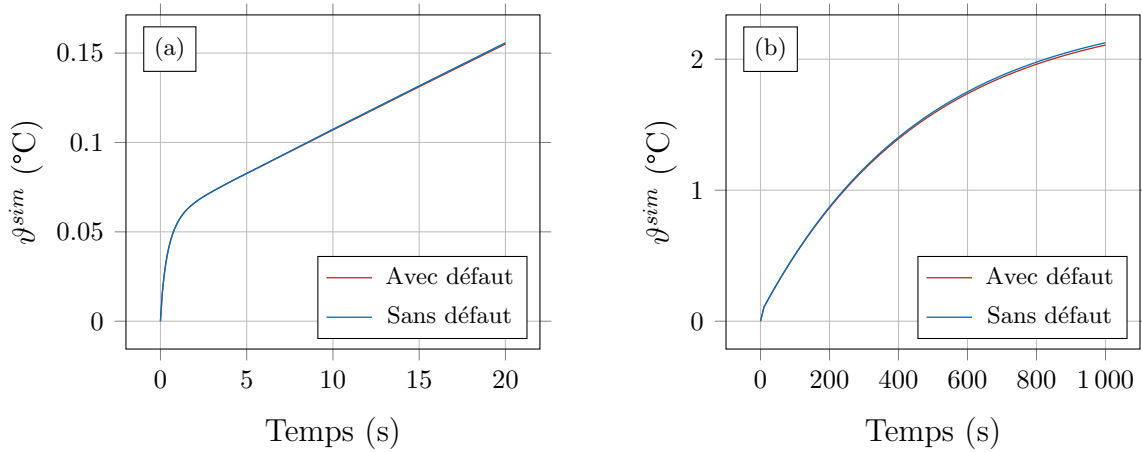 (a)
0.15
0.1
0.05
0
ϑ^sim (°C)
Avec défaut
Sans défaut
0 5 10 15 20
Temps (s)
(b)
2
1
0
ϑ^sim (°C)
Avec défaut
Sans défaut
0 200 400 600 800 1 000
Temps (s)